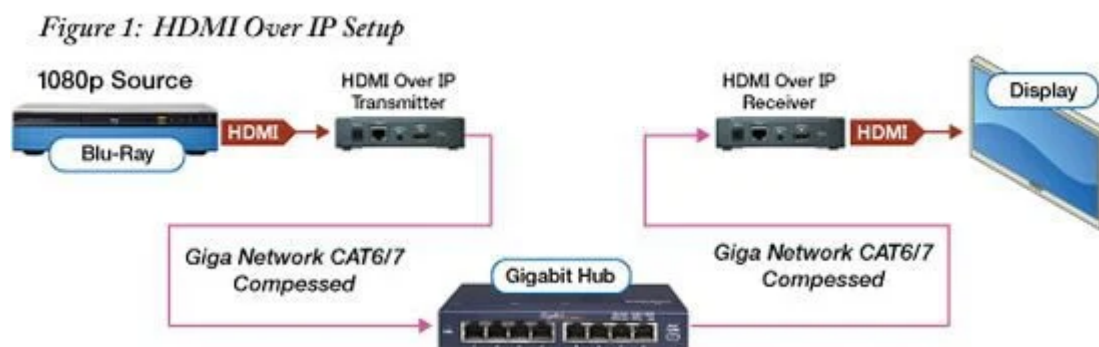 Figure 1: HDMI Over IP Setup
1080p Source
Blu-Ray
HDMI
HDMI Over IP
Transmitter
HDMI Over IP
Receiver
HDMI
Display
Giga Network CAT6/7
Compessed
Gigabit Hub
Giga Network CAT6/7
Compessed